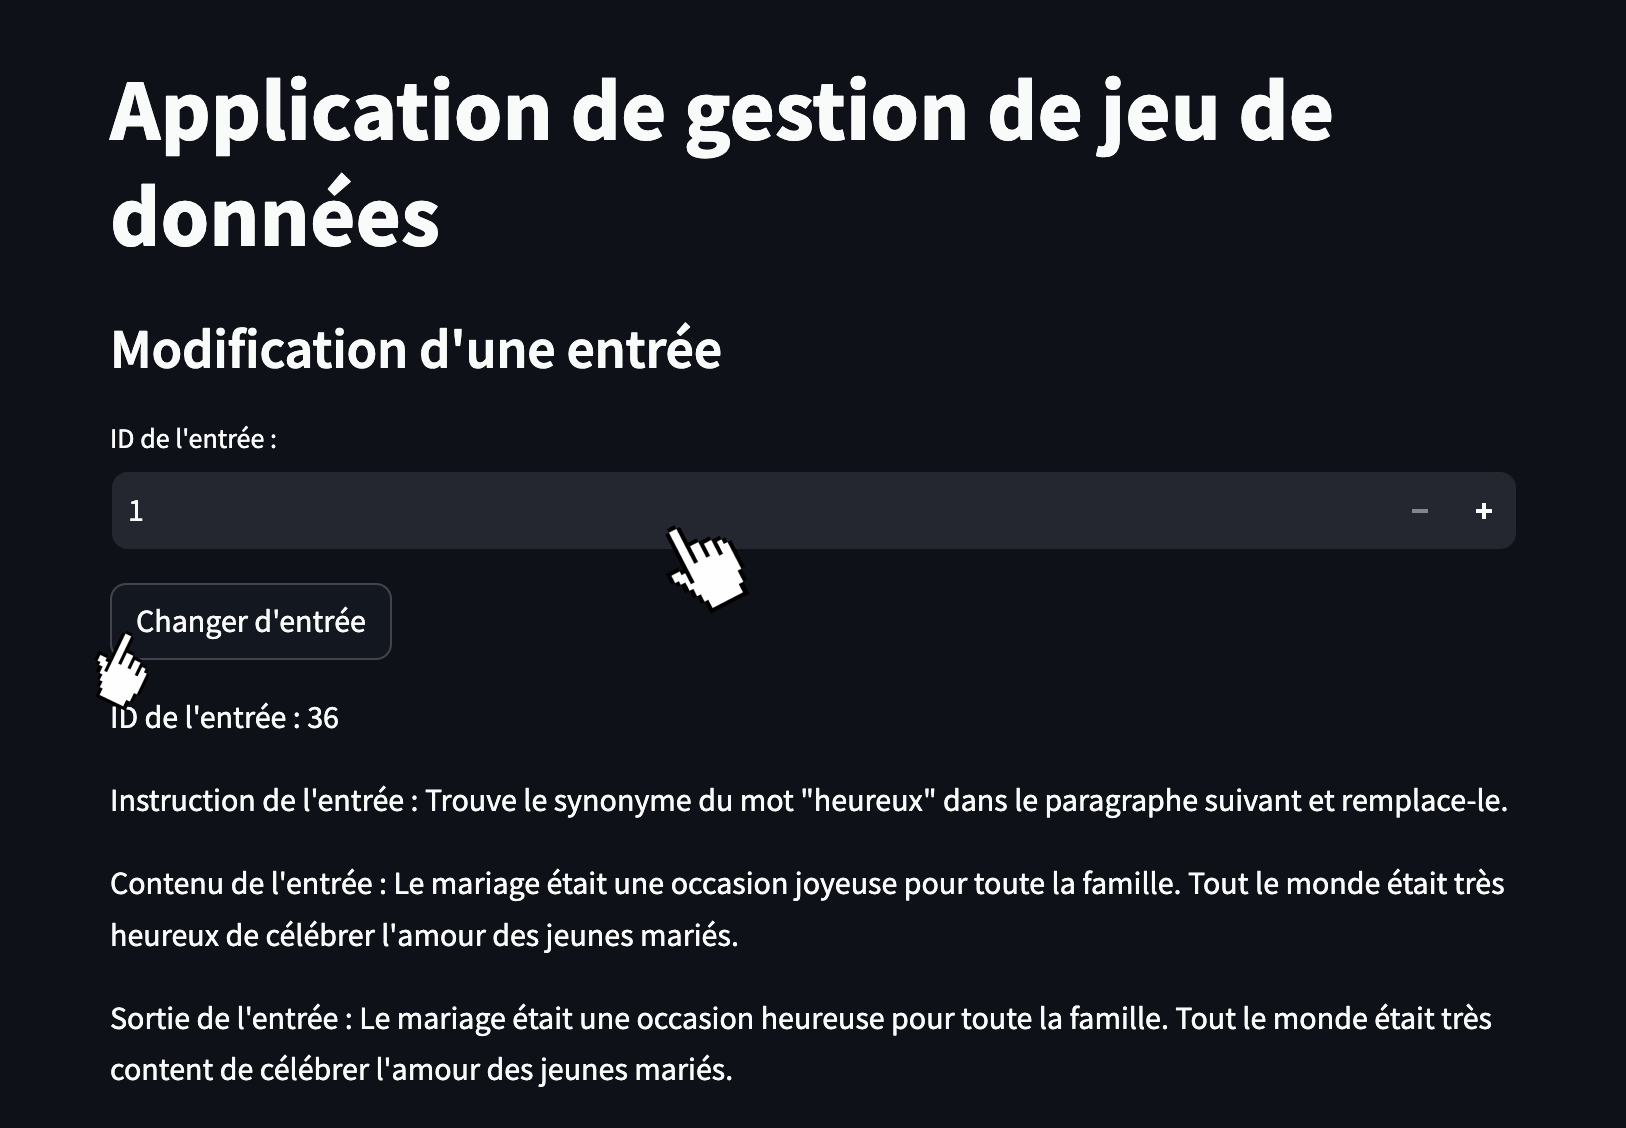 Application de gestion de jeu de
données
Modification d'une entrée
ID de l'entrée :
1
Changer d'entrée
ID de l'entrée : 36
Instruction de l'entrée : Trouve le synonyme du mot "heureux" dans le paragraphe suivant et remplace-le.
Contenu de l'entrée : Le mariage était une occasion joyeuse pour toute la famille. Tout le monde était très
heureux de célébrer l'amour des jeunes mariés.
Sortie de l'entrée : Le mariage était une occasion heureuse pour toute la famille. Tout le monde était très
content de célébrer l'amour des jeunes mariés.